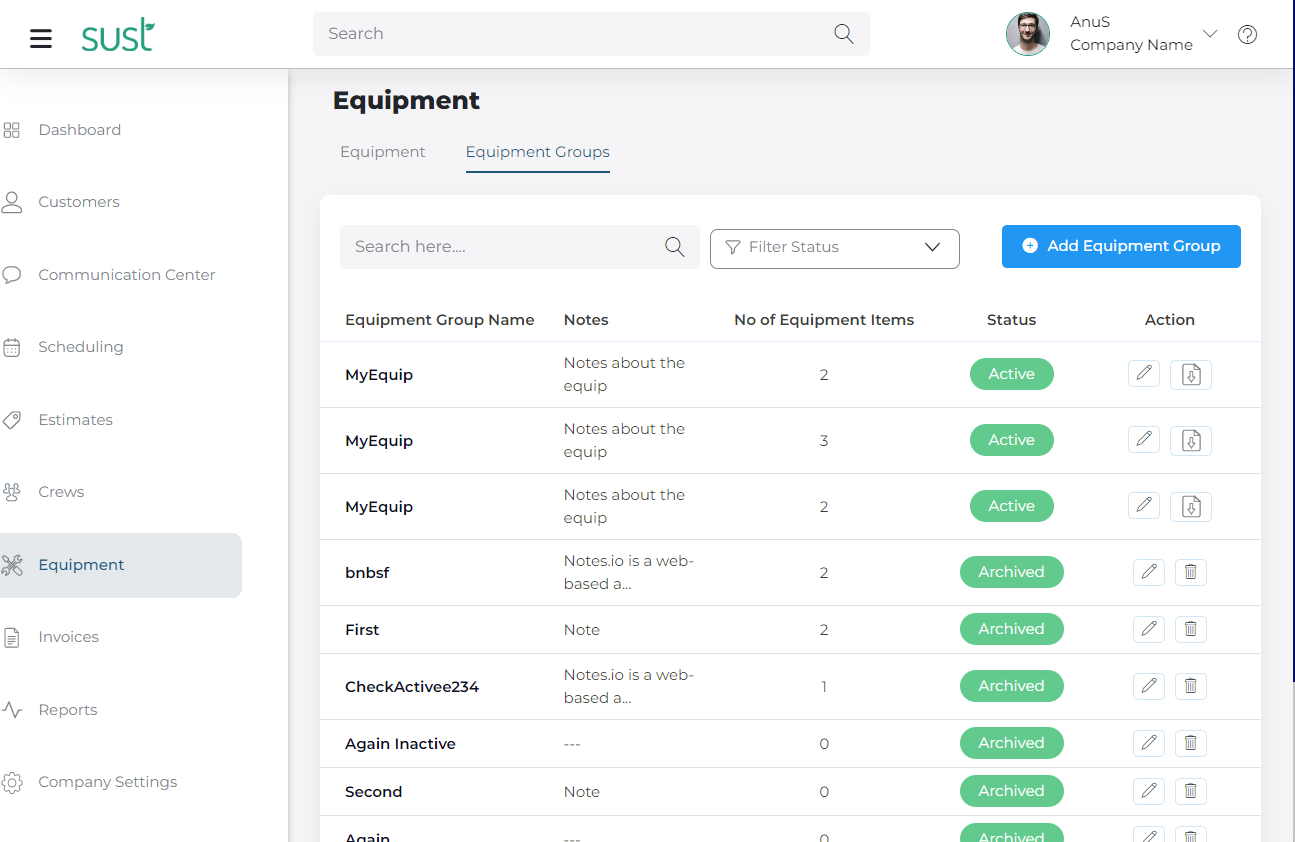 sust
Search
AnuS
Company Name
Dashboard
Customers
Communication Center
Scheduling
Estimates
Crews
Equipment
Invoices
Reports
Company Settings
Equipment
Equipment Equipment Groups
Search here.... Filter Status Add Equipment Group
Equipment Group Name Notes No of Equipment Items Status Action
MyEquip Notes about the equip 2 Active
MyEquip Notes about the equip 3 Active
MyEquip Notes about the equip 2 Active
bnbsf Notes.io is a web-based a... 2 Archived
First Note 2 Archived
CheckActivee234 Notes.io is a web-based a... 1 Archived
Again Inactive --- 0 Archived
Second Note 0 Archived
Again --- 0 Archived